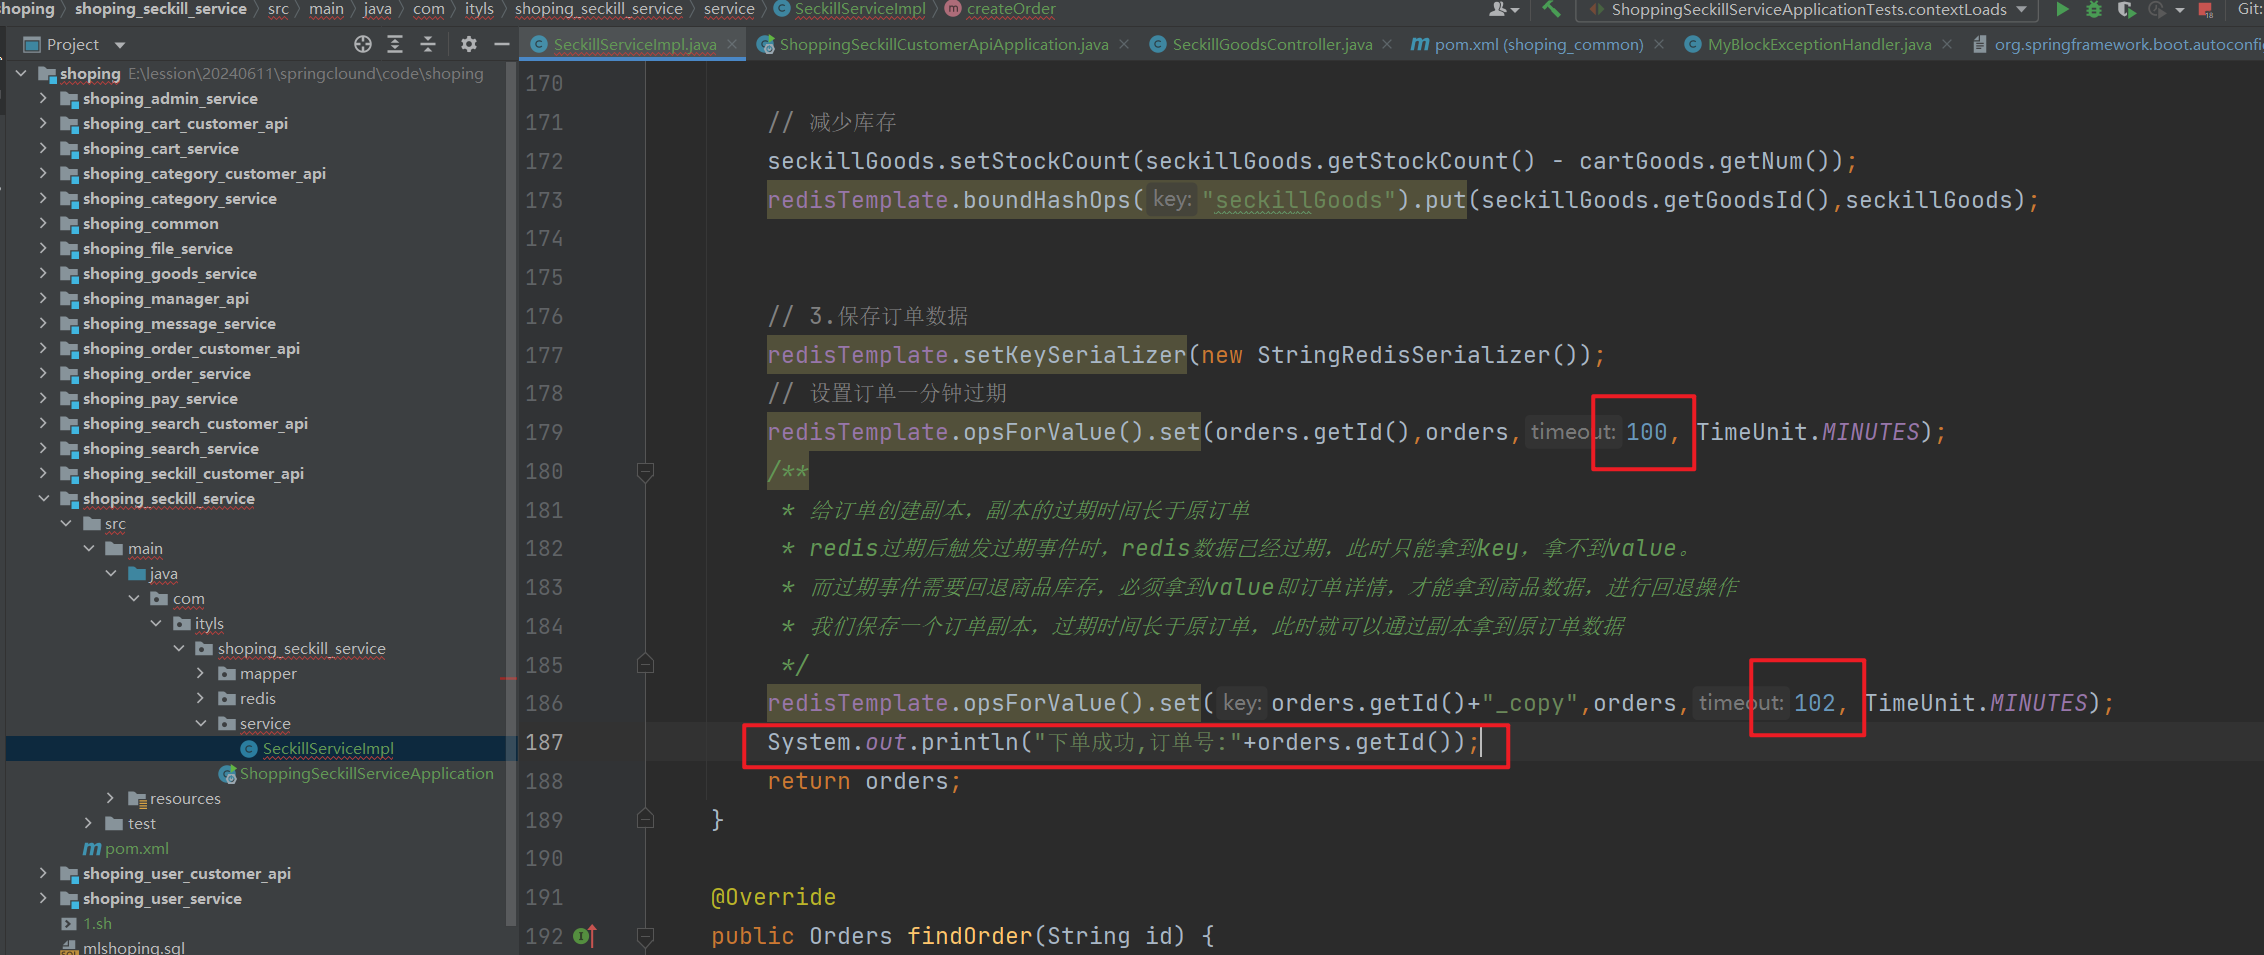 shoping shoping_seckill_service src main java com ityls shoping_seckill_service service SeckillServiceImpl createOrder ShoppingSeckillServiceApplicationTests.contextLoads Git:
Project
SeckillServiceImpl.java ShoppingSeckillCustomerApiApplication.java SeckillGoodsController.java pom.xml (shoping_common) MyBlockExceptionHandler.java org.springframework.boot.autoconfi
shoping E:\lession\20240611\springclound\code\shoping
shoping_admin_service
shoping_cart_customer_api
shoping_cart_service
shoping_category_customer_api
shoping_category_service
shoping_common
shoping_file_service
shoping_goods_service
shoping_manager_api
shoping_message_service
shoping_order_customer_api
shoping_order_service
shoping_pay_service
shoping_search_customer_api
shoping_search_service
shoping_seckill_customer_api
shoping_seckill_service
src
main
java
com
ityls
shoping_seckill_service
mapper
redis
service
SeckillServiceImpl
ShoppingSeckillServiceApplication
resources
test
pom.xml
shoping_user_customer_api
shoping_user_service
1.sh
mlshoping.sql
170
171 // 减少库存
172 seckillGoods.setStockCount(seckillGoods.getStockCount() - cartGoods.getNum());
173 redisTemplate.boundHashOps( key: "seckillGoods").put(seckillGoods.getGoodsId(),seckillGoods);
174
175
176 // 3.保存订单数据
177 redisTemplate.setKeySerializer(new StringRedisSerializer());
178 // 设置订单一分钟过期
179 redisTemplate.opsForValue().set(orders.getId(),orders, timeout: 100, TimeUnit.MINUTES);
180 /**
181 * 给订单创建副本，副本的过期时间长于原订单
182 * redis过期后触发过期事件时，redis数据已经过期，此时只能拿到key，拿不到value。
183 * 而过期事件需要回退商品库存，必须拿到value即订单详情，才能拿到商品数据，进行回退操作
184 * 我们保存一个订单副本，过期时间长于原订单，此时就可以通过副本拿到原订单数据
185 */
186 redisTemplate.opsForValue().set( key: orders.getId()+"_copy",orders, timeout: 102, TimeUnit.MINUTES);
187 System.out.println("下单成功,订单号:"+orders.getId());
188 return orders;
189 }
190
191 @Override
192 public Orders findOrder(String id) {